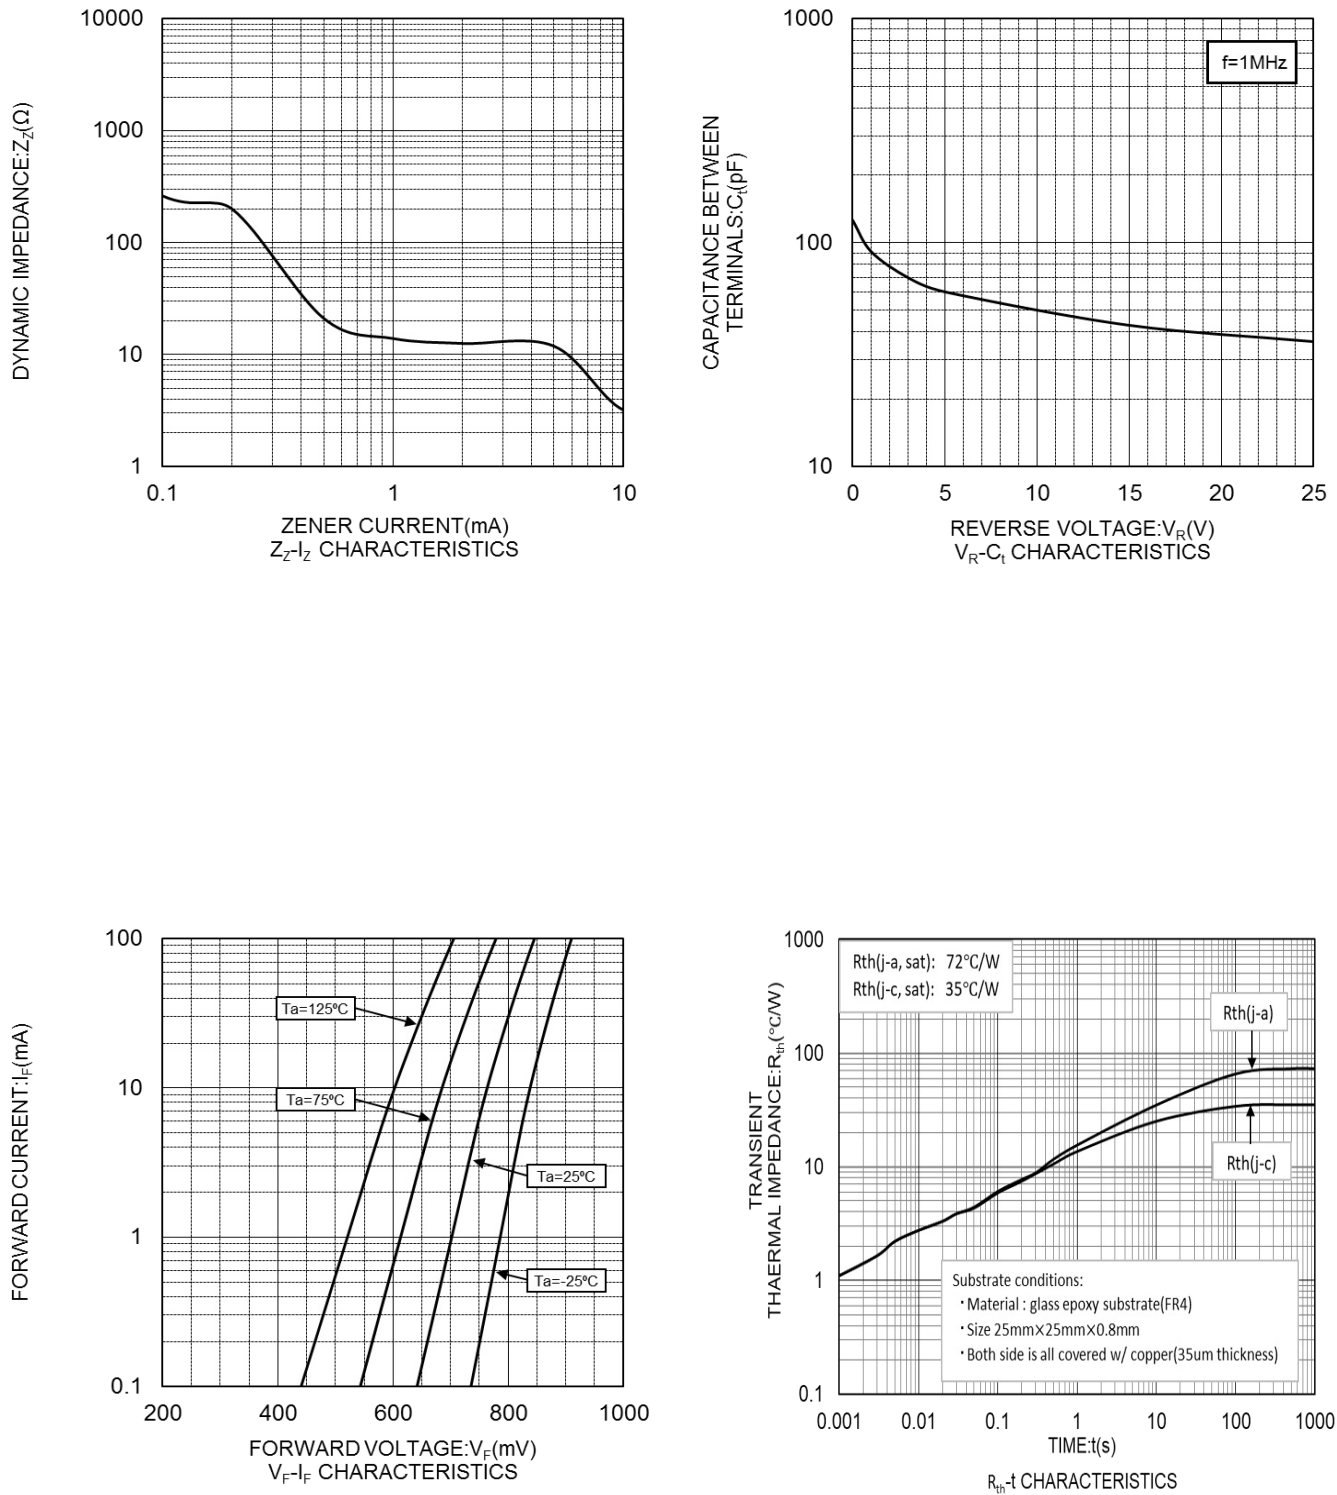 10000
1000
100
10
1
DYNAMIC IMPEDANCE:ZZ(Ω)
0.1 1 10
ZENER CURRENT(mA)
ZZ-IZ CHARACTERISTICS
1000
100
10
CAPACITANCE BETWEEN
TERMINALS:Ct(pF)
f=1MHz
0 5 10 15 20 25
REVERSE VOLTAGE:VR(V)
VR-Ct CHARACTERISTICS
100
10
1
0.1
FORWARD CURRENT:IF(mA)
Ta=125ºC
Ta=75ºC
Ta=25ºC
Ta=-25ºC
200 400 600 800 1000
FORWARD VOLTAGE:VF(mV)
VF-IF CHARACTERISTICS
1000
100
10
1
0.1
TRANSIENT
THAERMAL IMPEDANCE:Rth(°C/W)
Rth(j-a, sat): 72°C/W
Rth(j-c, sat): 35°C/W
Rth(j-a)
Rth(j-c)
Substrate conditions:
・Material : glass epoxy substrate(FR4)
・Size 25mm×25mm×0.8mm
・Both side is all covered w/ copper(35um thickness)
0.001 0.01 0.1 1 10 100 1000
TIME:t(s)
Rth-t CHARACTERISTICS